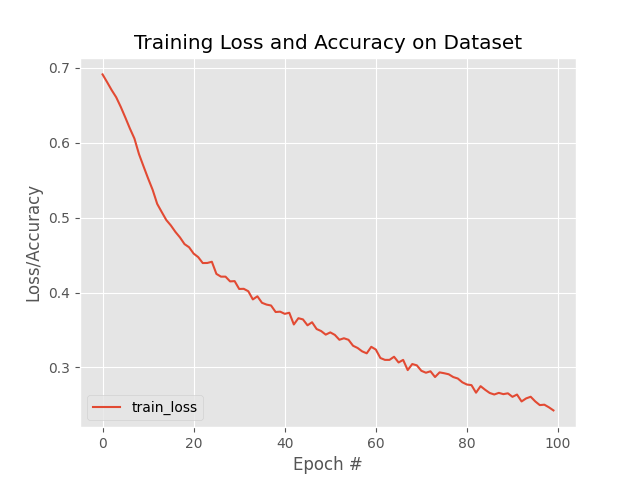 Training Loss and Accuracy on Dataset
Loss/Accuracy
0.7
0.6
0.5
0.4
0.3
train_loss
0 20 40 60 80 100
Epoch #